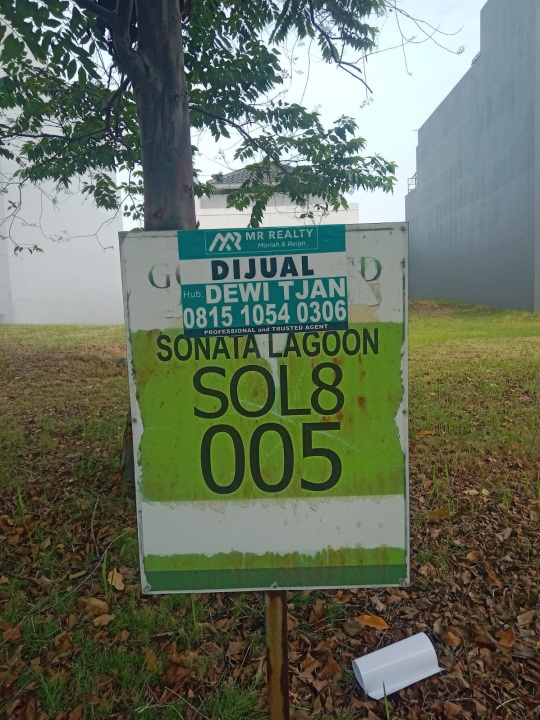 MR REALTY
Moriah & Reign
DIJUAL
Hub. DEWI TJAN
0815 1054 0306
PROFESSIONAL and TRUSTED AGENT
SONATA LAGOON
SOL8
005